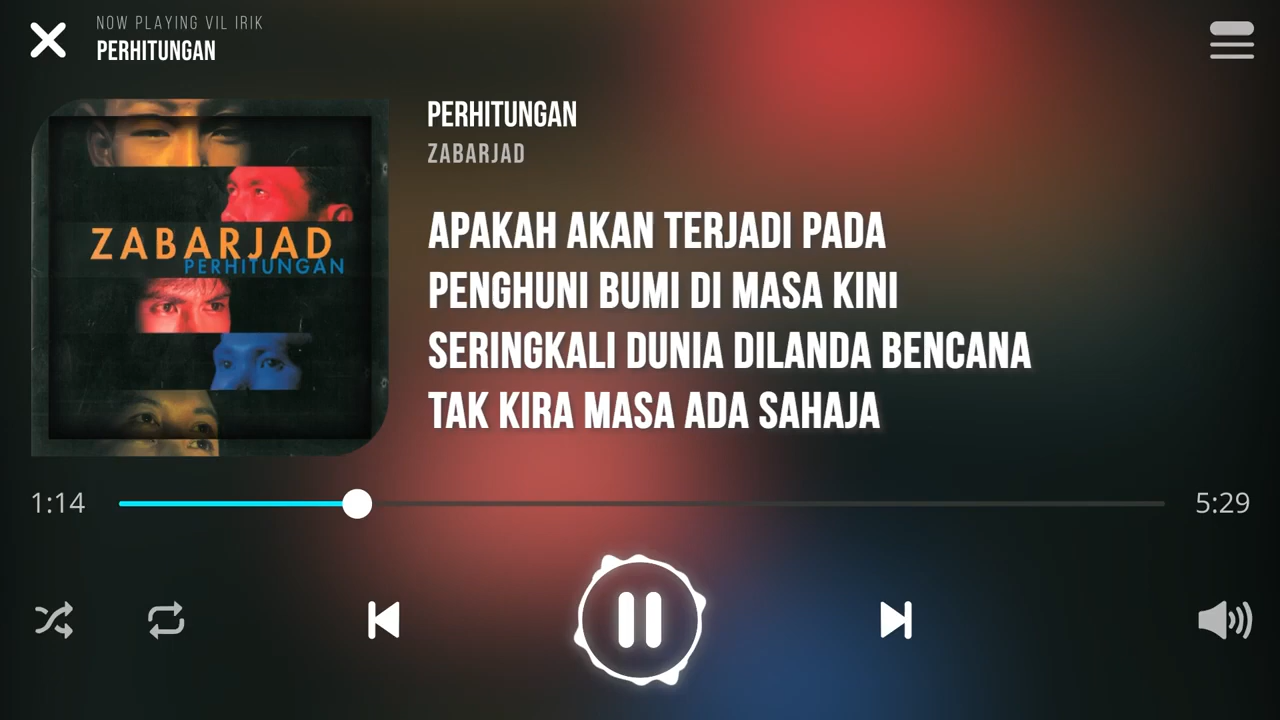 NOW PLAYING VIL IRIK
PERHITUNGAN
ZABARJAD
PERHITUNGAN
PERHITUNGAN
ZABARJAD
APAKAH AKAN TERJADI PADA
PENGHUNI BUMI DI MASA KINI
SERINGKALI DUNIA DILANDA BENCANA
TAK KIRA MASA ADA SAHAJA
1:14
5:29